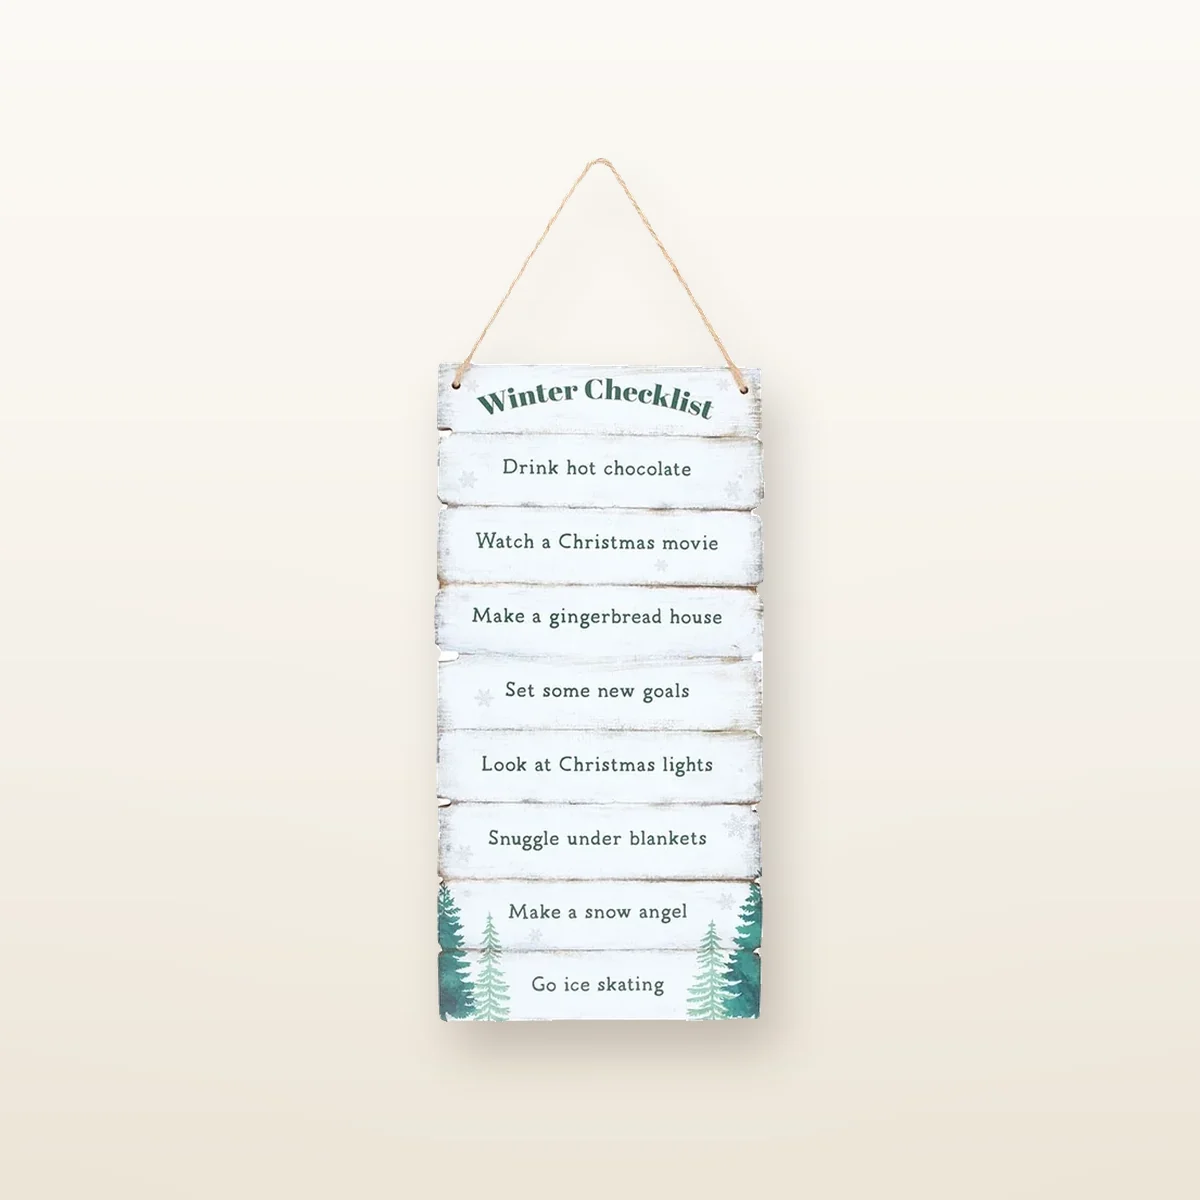 Winter Checklist
Drink hot chocolate
Watch a Christmas movie
Make a gingerbread house
Set some new goals
Look at Christmas lights
Snuggle under blankets
Make a snow angel
Go ice skating